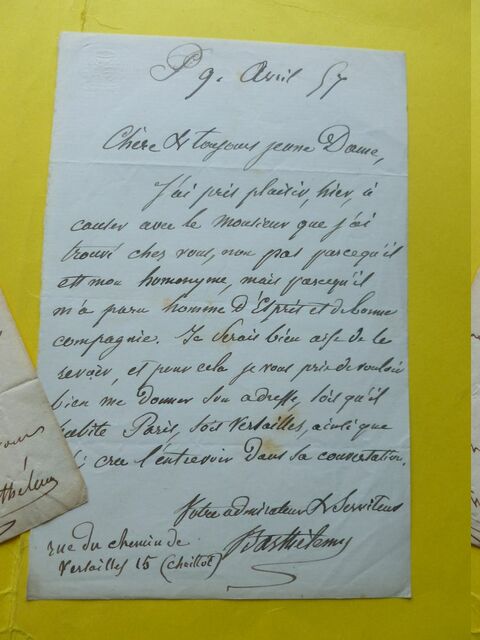 P 9. Avril 57
Chère & toujours jeune Dame,
J'ai pris plaisir, hier, à
causer avec le Monsieur que j'ai
trouvé chez vous, non pas parcequ'il
est mon homonyme, mais parcequ'il
m'a paru homme d'Esprit et de bonne
compagnie. Je serais bien aise de le
revoir, et pour cela je vous prie de vouloir
bien me donner son adresse, soit qu'il
habite Paris, soit Versailles, ainsi que
j'ai cru l'entrevoir dans sa conversation.
Votre admirateur & Serviteur
Barthélemy
rue du chemin de
Versailles 15 (chaillot)